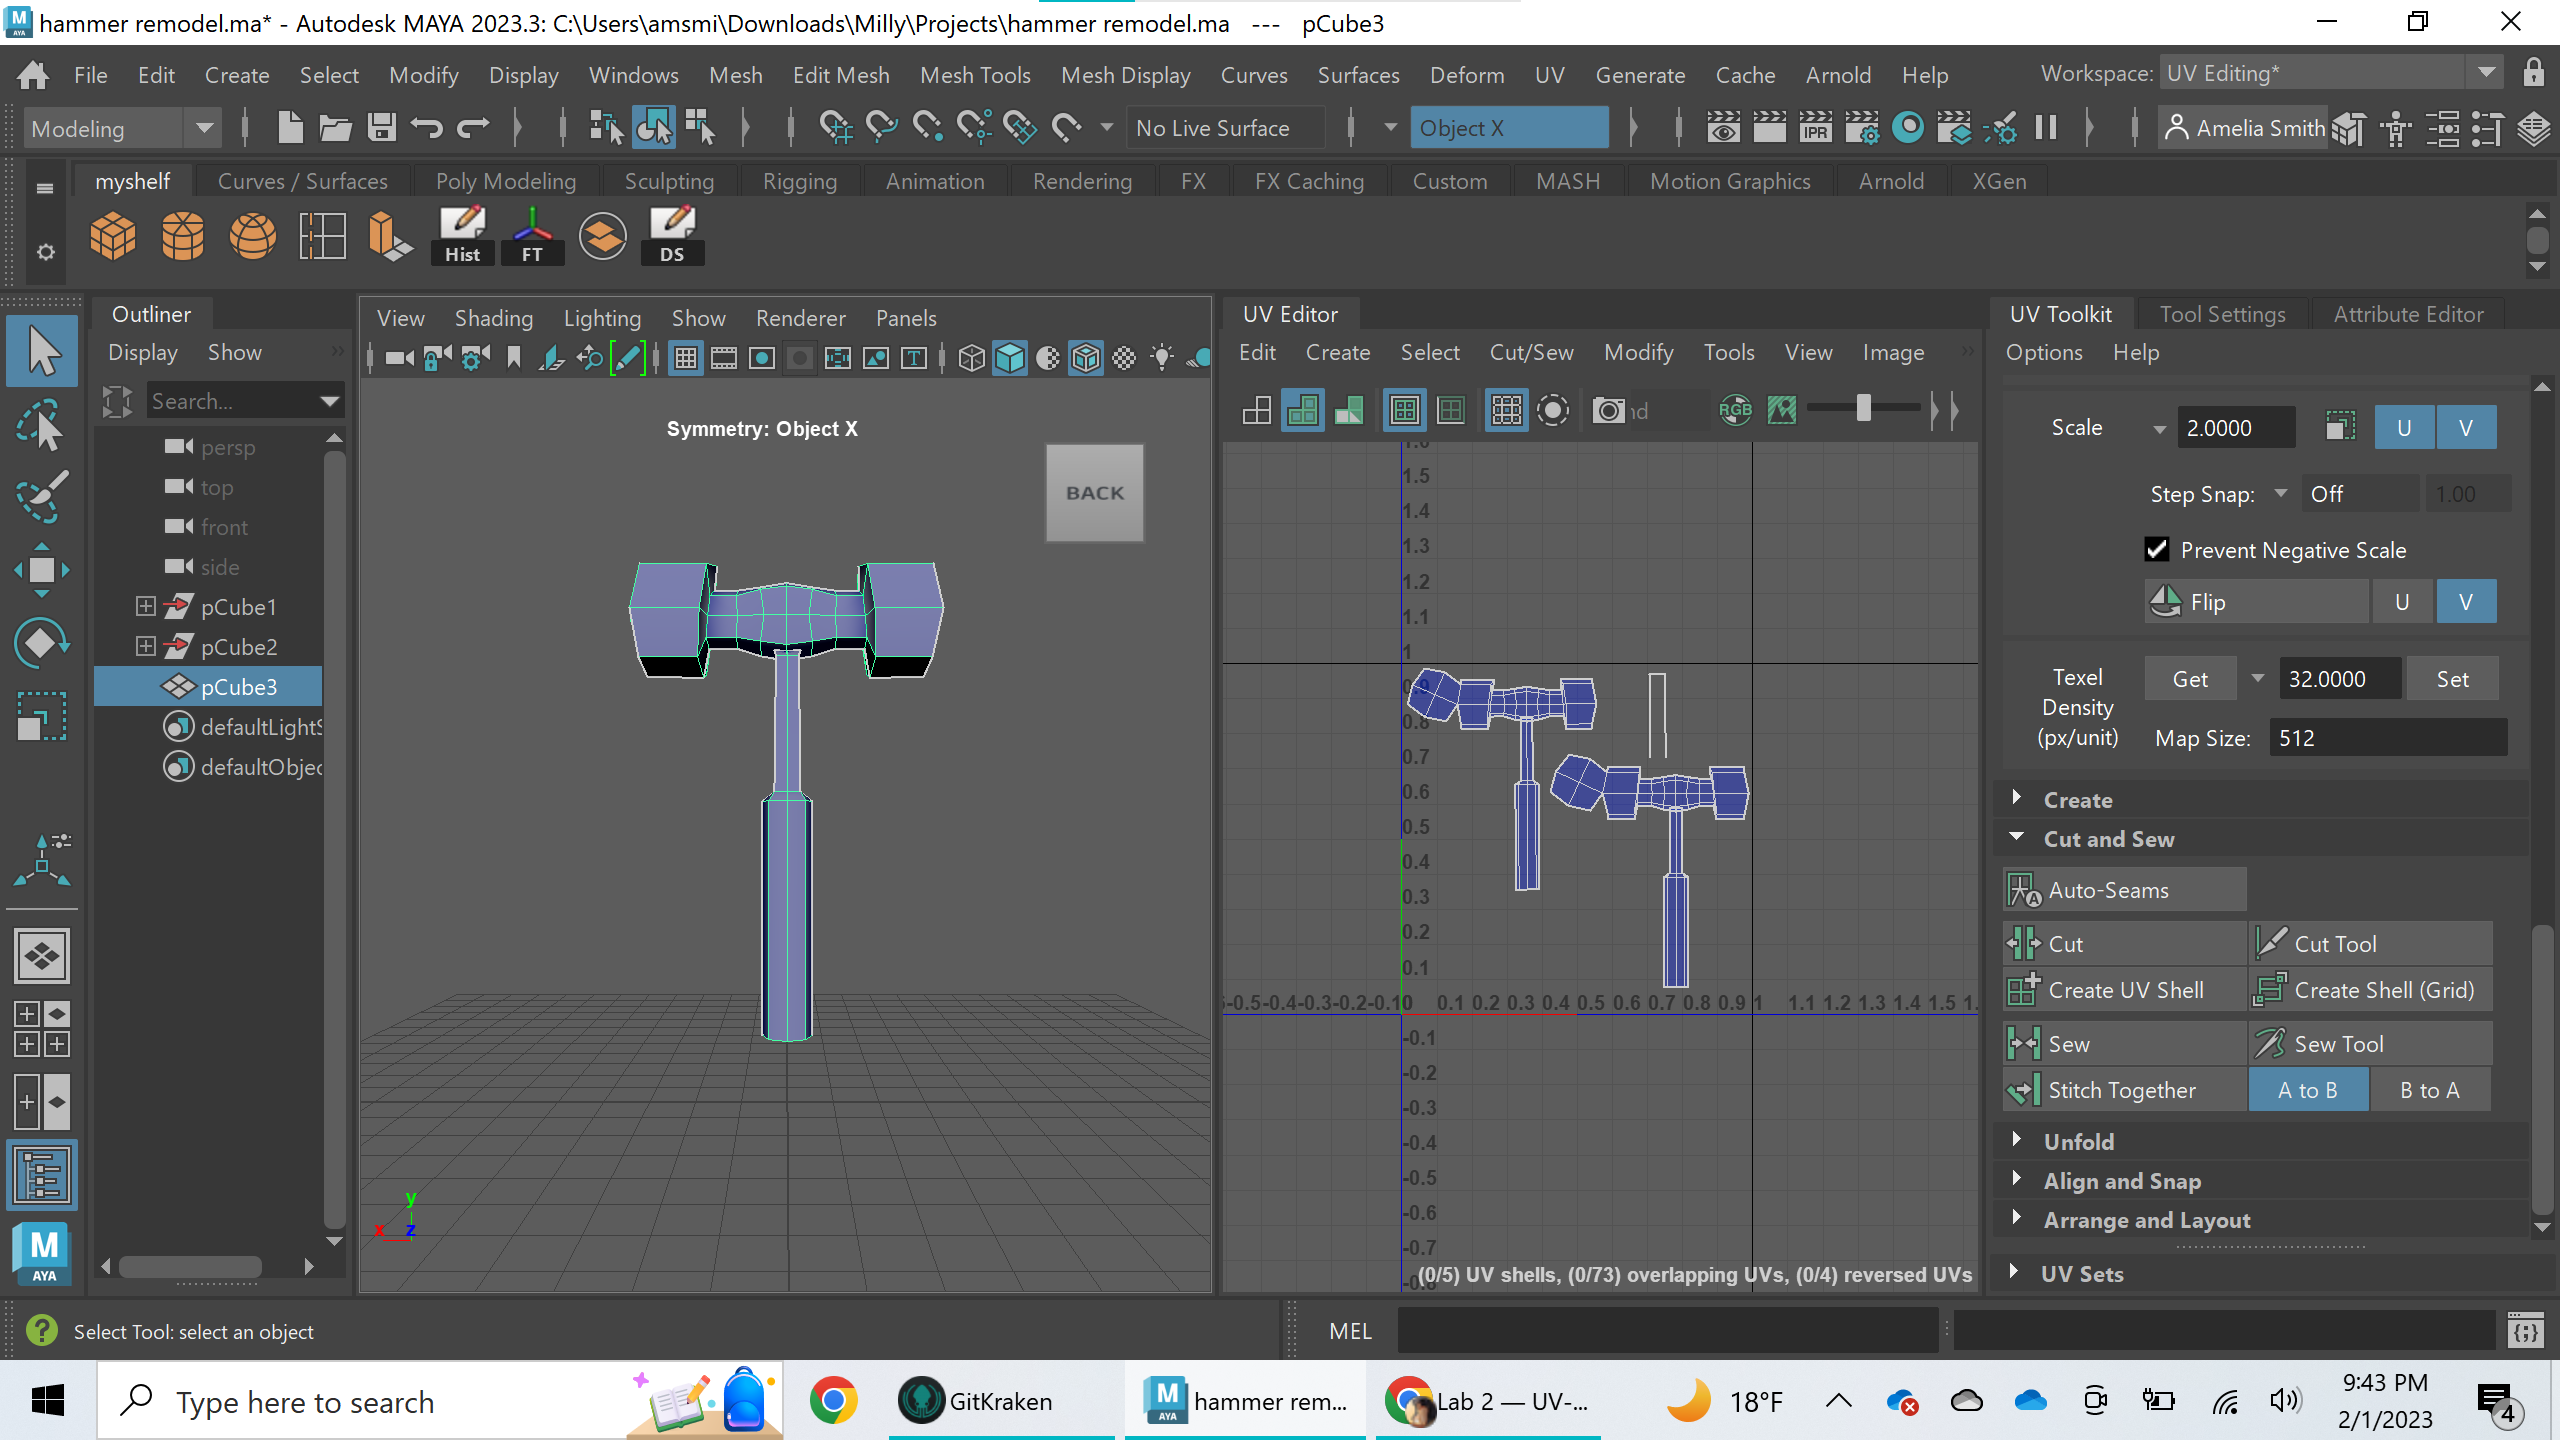 hammer remodel.ma* - Autodesk MAYA 2023.3: C:\Users\amsmi\Downloads\Milly\Projects\hammer remodel.ma --- pCube3
File Edit Create Select Modify Display Windows Mesh Edit Mesh Mesh Tools Mesh Display Curves Surfaces Deform UV Generate Cache Arnold Help Workspace: UV Editing*
Modeling No Live Surface Object X IPR Amelia Smith
myshelf Curves / Surfaces Poly Modeling Sculpting Rigging Animation Rendering FX FX Caching Custom MASH Motion Graphics Arnold XGen
Hist FT DS
Outliner
Display Show
Search...
persp
top
front
side
pCube1
pCube2
pCube3
defaultLightS
defaultObjec
View Shading Lighting Show Renderer Panels
Symmetry: Object X
BACK
y
x z
UV Editor
Edit Create Select Cut/Sew Modify Tools View Image
RGB
1.5
1.4
1.3
1.2
1.1
1
0.9
0.8
0.7
0.6
0.5
0.4
0.3
0.2
0.1
-0.5 -0.4 -0.3 -0.2 -0.1 0 0.1 0.2 0.3 0.4 0.5 0.6 0.7 0.8 0.9 1 1.1 1.2 1.3 1.4 1.5 1.
-0.1
-0.2
-0.3
-0.4
-0.5
-0.6
-0.7
(0/5) UV shells, (0/73) overlapping UVs, (0/4) reversed UVs
UV Toolkit Tool Settings Attribute Editor
Options Help
Scale 2.0000 U V
Step Snap: Off 1.00
Prevent Negative Scale
Flip U V
Texel Density (px/unit) Get 32.0000 Set
Map Size: 512
Create
Cut and Sew
Auto-Seams
Cut Cut Tool
Create UV Shell Create Shell (Grid)
Sew Sew Tool
Stitch Together A to B B to A
Unfold
Align and Snap
Arrange and Layout
UV Sets
M
AYA
Select Tool: select an object
MEL
Type here to search
GitKraken
hammer rem...
Lab 2 — UV-...
18°F
9:43 PM
2/1/2023
4